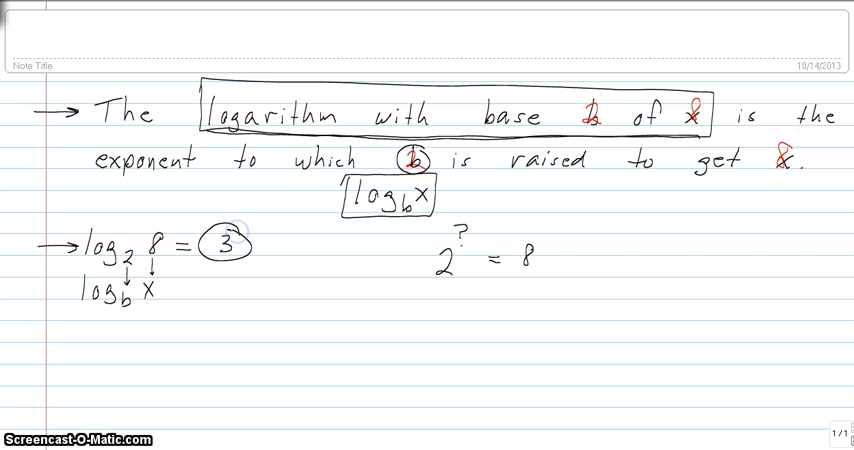 Note Title
10/14/2013
→ The logarithm with base b of x is the
exponent to which b is raised to get x.
log_b x
→ log_2 8 = 3
2^? = 8
log_b x
1/1
Screencast-O-Matic.com